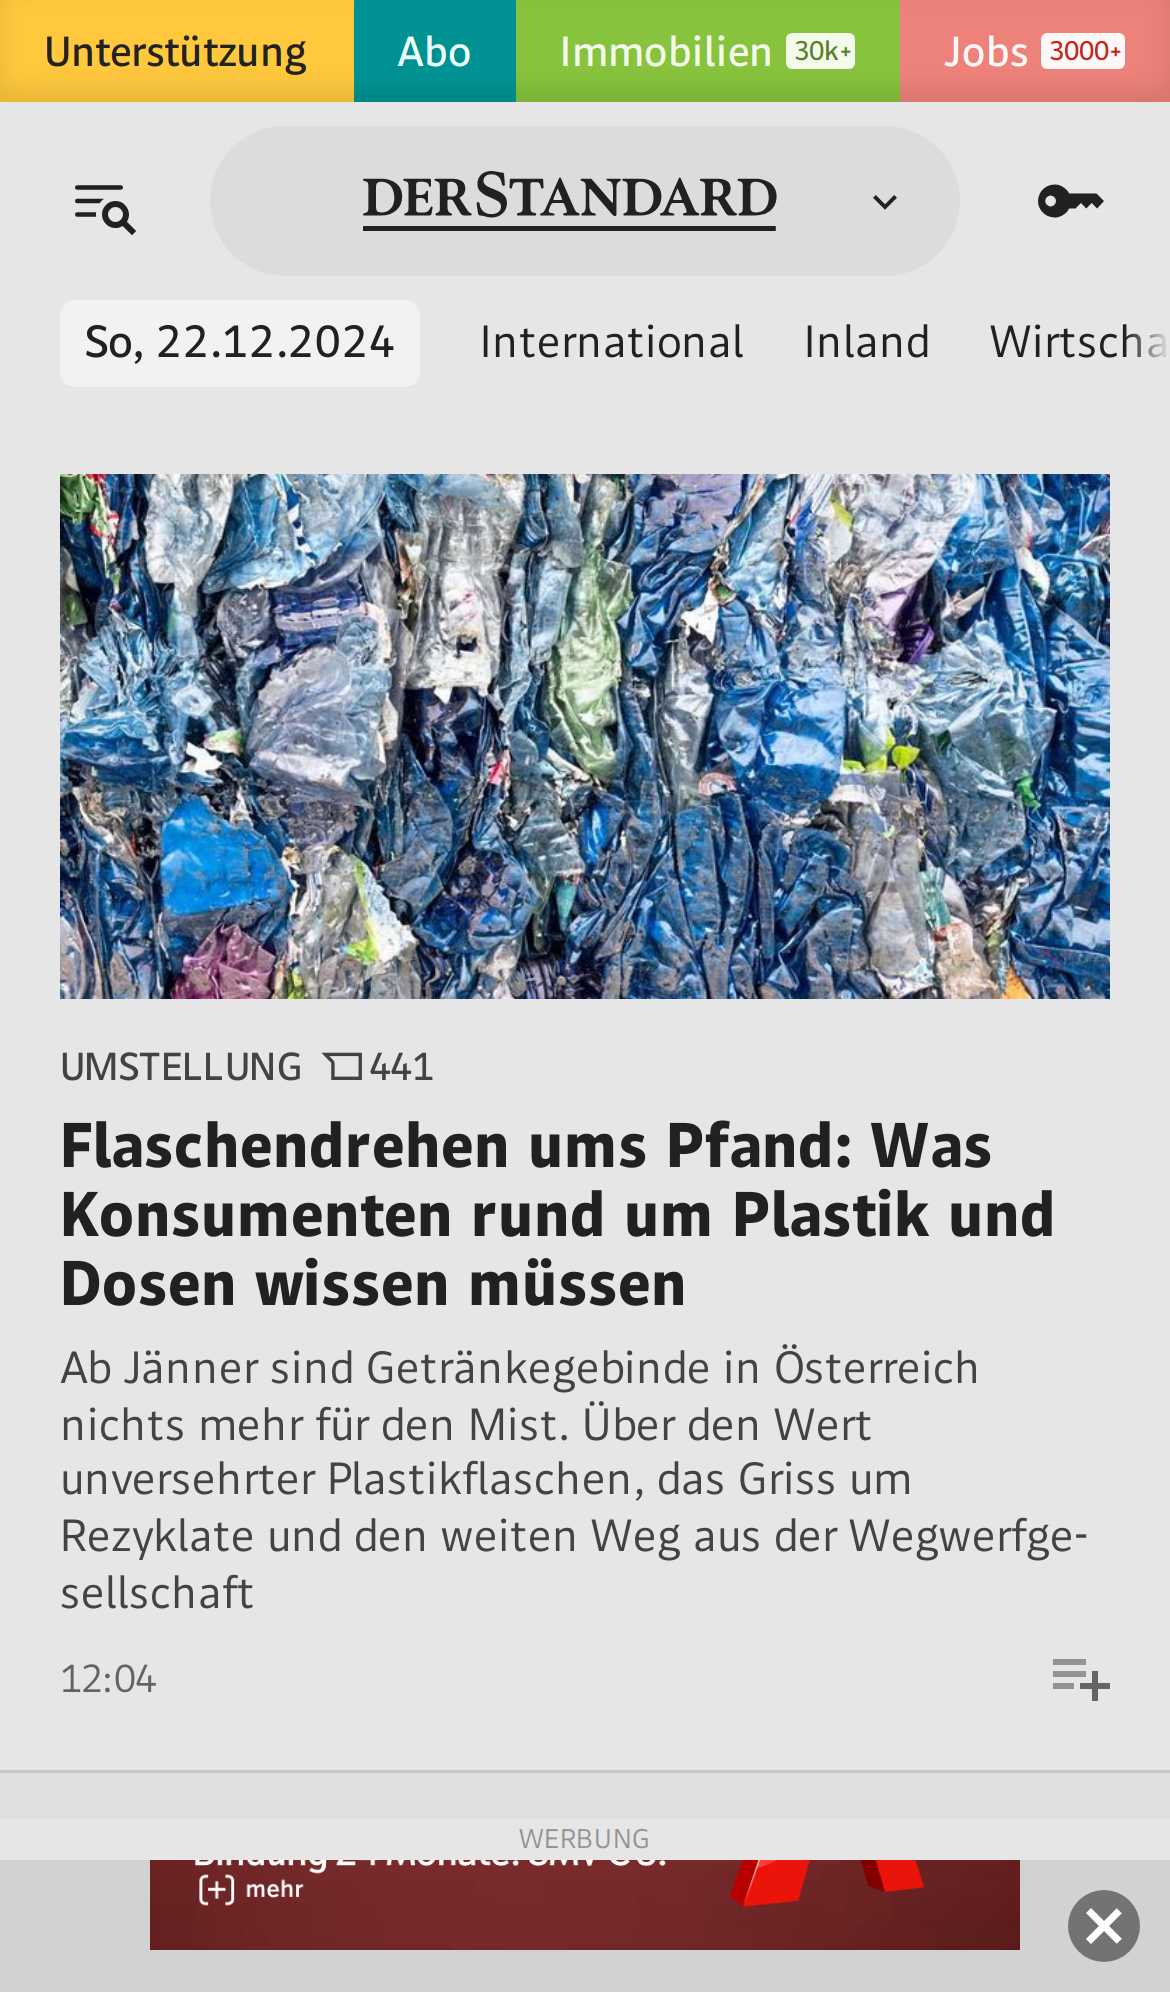 Unterstützung Abo Immobilien 30k+ Jobs 3000+
DERSTANDARD
So, 22.12.2024 International Inland Wirtscha
UMSTELLUNG 441
Flaschendrehen ums Pfand: Was
Konsumenten rund um Plastik und
Dosen wissen müssen
Ab Jänner sind Getränkegebinde in Österreich
nichts mehr für den Mist. Über den Wert
unversehrter Plastikflaschen, das Griss um
Rezyklate und den weiten Weg aus der Wegwerfge-
sellschaft
12:04
WERBUNG
[+] mehr